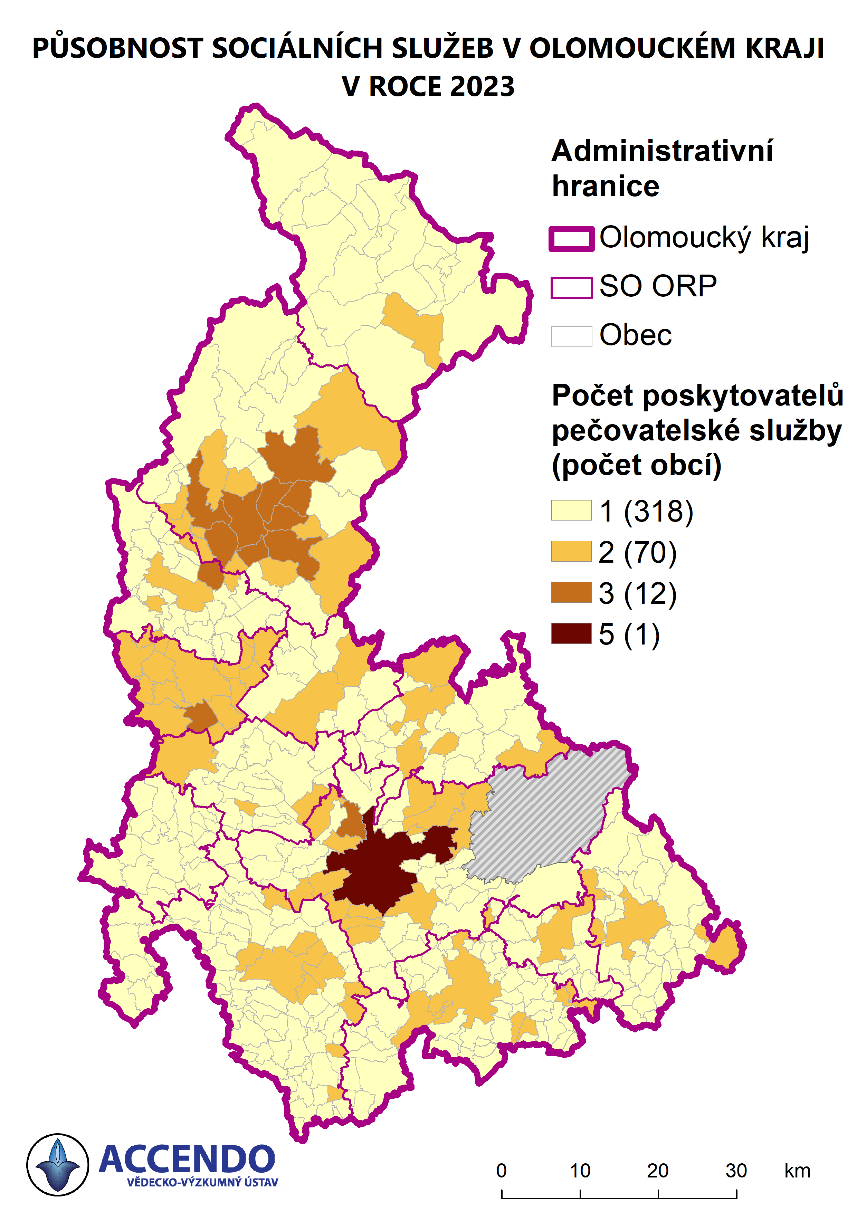 PŮSOBNOST SOCIÁLNÍCH SLUŽEB V OLOMOUCKÉM KRAJI
V ROCE 2023
Administrativní
hranice
Olomoucký kraj
SO ORP
Obec
Počet poskytovatelů
pečovatelské služby
(počet obcí)
1 (318)
2 (70)
3 (12)
5 (1)
ACCENDO
VĚDECKO-VÝZKUMNÝ ÚSTAV
0 10 20 30 km